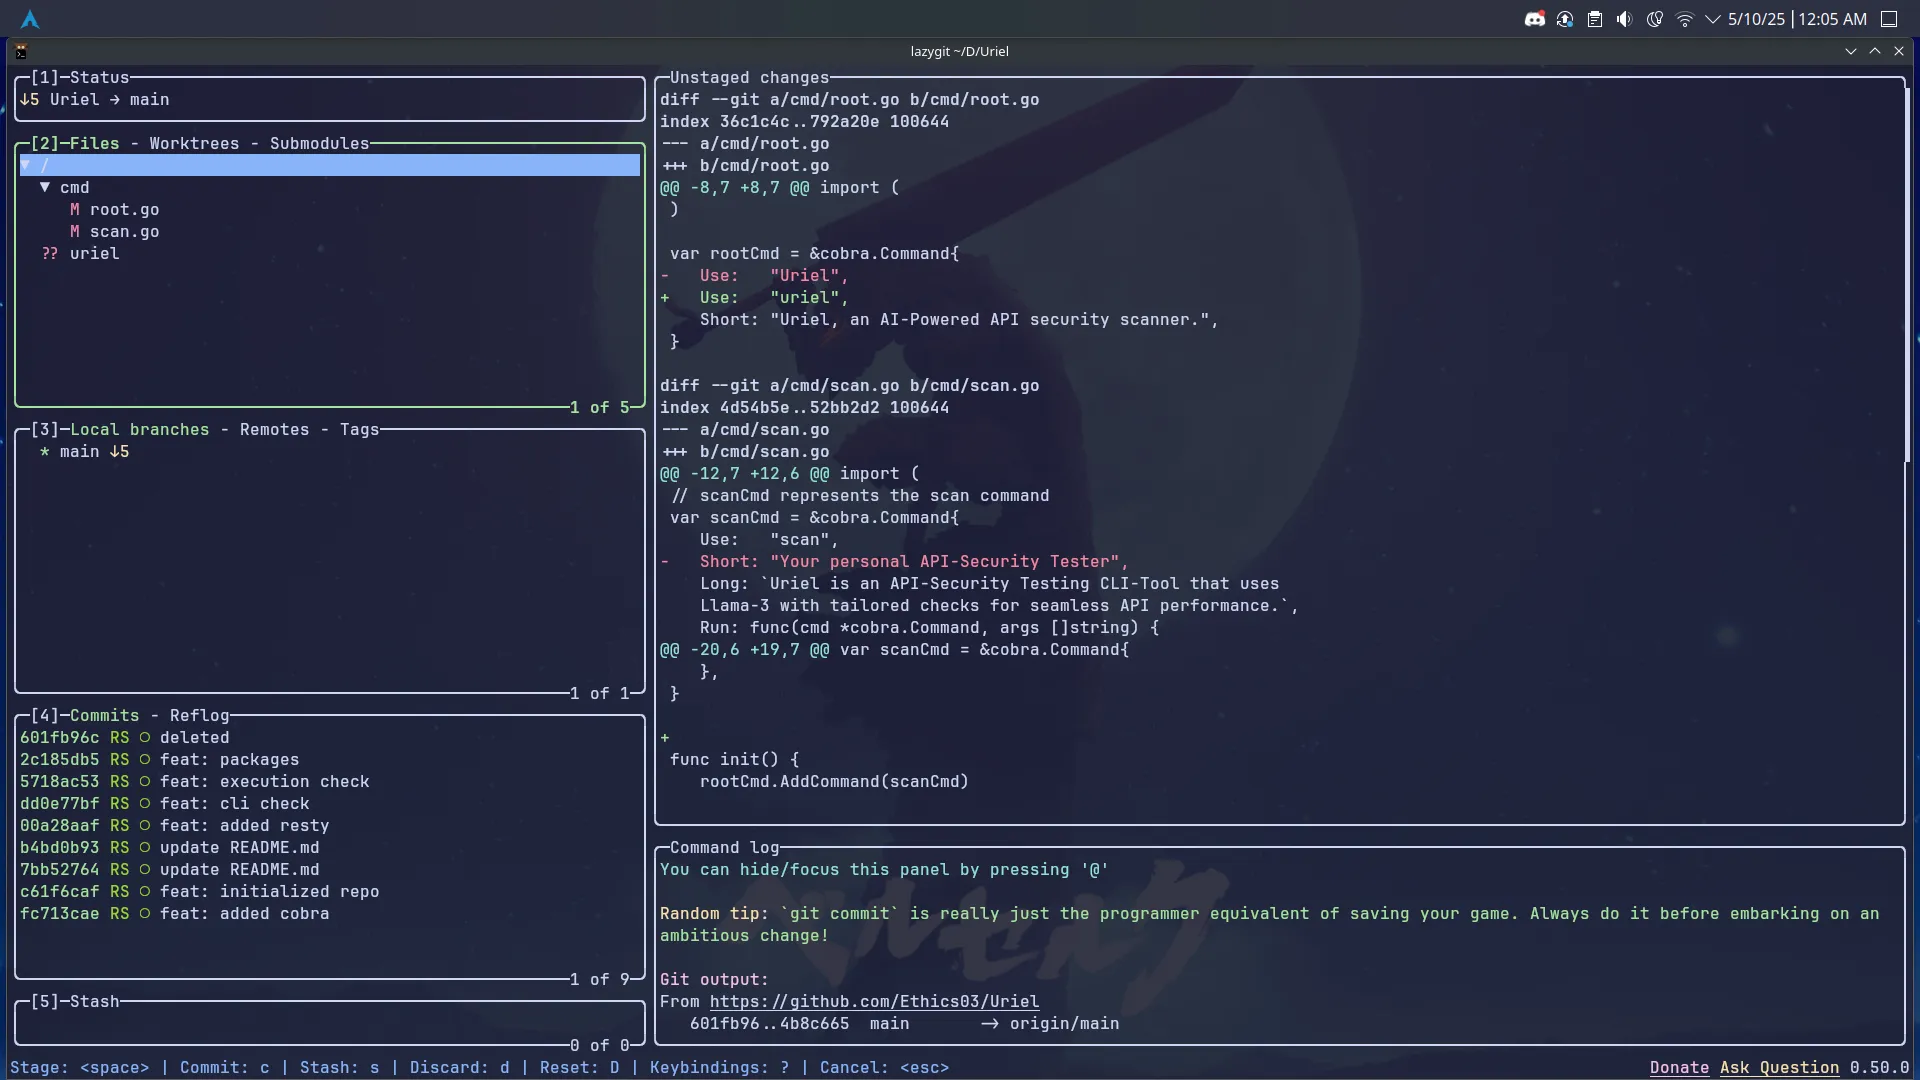 5/10/25 | 12:05 AM
lazygit ~/D/Uriel
[1]─Status
↓5 Uriel → main
[2]─Files - Worktrees - Submodules
▼ /
▼ cmd
M root.go
M scan.go
?? uriel
1 of 5
[3]─Local branches - Remotes - Tags
* main ↓5
1 of 1
[4]─Commits - Reflog
601fb96c RS ○ deleted
2c185db5 RS ○ feat: packages
5718ac53 RS ○ feat: execution check
dd0e77bf RS ○ feat: cli check
00a28aaf RS ○ feat: added resty
b4bd0b93 RS ○ update README.md
7bb52764 RS ○ update README.md
c61f6caf RS ○ feat: initialized repo
fc713cae RS ○ feat: added cobra
1 of 9
[5]─Stash
0 of 0
Unstaged changes
diff --git a/cmd/root.go b/cmd/root.go
index 36c1c4c..792a20e 100644
--- a/cmd/root.go
+++ b/cmd/root.go
@@ -8,7 +8,7 @@ import (
)
var rootCmd = &cobra.Command{
-   Use:   "Uriel",
+   Use:   "uriel",
Short: "Uriel, an AI-Powered API security scanner.",
}
diff --git a/cmd/scan.go b/cmd/scan.go
index 4d54b5e..52bb2d2 100644
--- a/cmd/scan.go
+++ b/cmd/scan.go
@@ -12,7 +12,6 @@ import (
// scanCmd represents the scan command
var scanCmd = &cobra.Command{
Use:   "scan",
-   Short: "Your personal API-Security Tester",
Long: `Uriel is an API-Security Testing CLI-Tool that uses
Llama-3 with tailored checks for seamless API performance.`,
Run: func(cmd *cobra.Command, args []string) {
@@ -20,6 +19,7 @@ var scanCmd = &cobra.Command{
},
}
+
func init() {
rootCmd.AddCommand(scanCmd)
Command log
You can hide/focus this panel by pressing '@'
Random tip: `git commit` is really just the programmer equivalent of saving your game. Always do it before embarking on an
ambitious change!
Git output:
From https://github.com/Ethics03/Uriel
601fb96..4b8c665  main       -> origin/main
ベルセルク
Stage: <space> | Commit: c | Stash: s | Discard: d | Reset: D | Keybindings: ? | Cancel: <esc>
Donate Ask Question 0.50.0